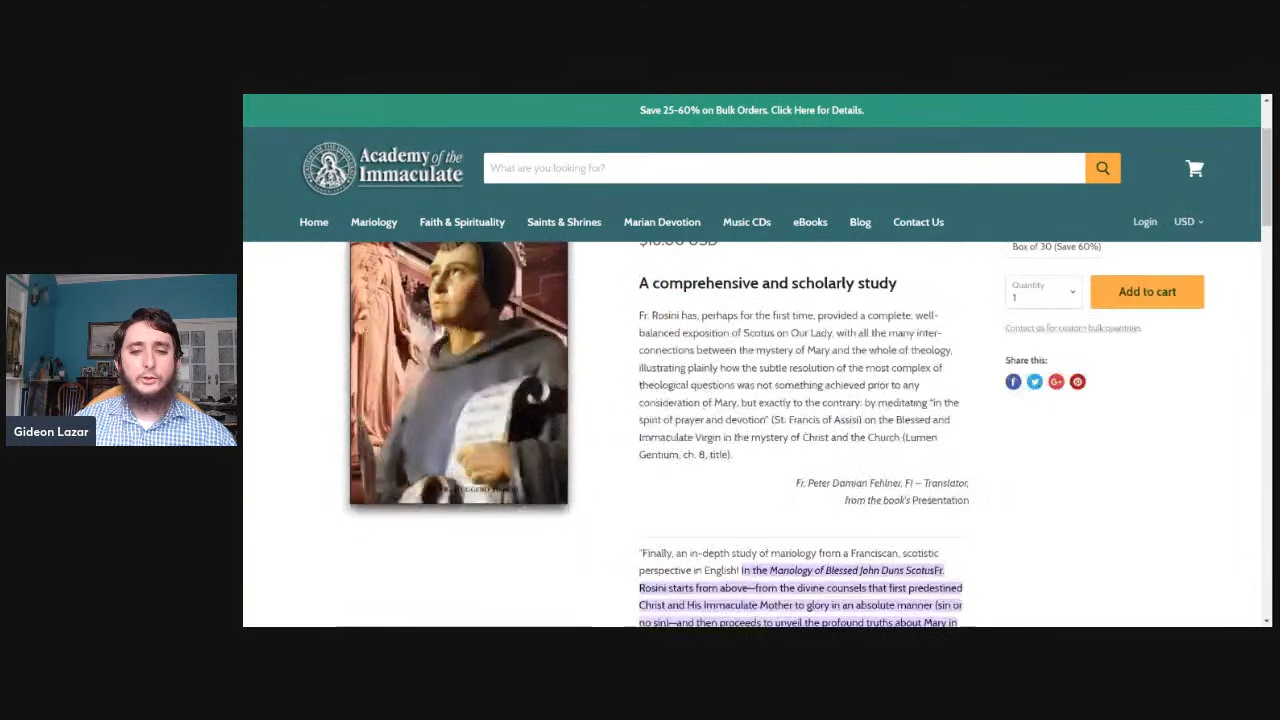 Save 25-60% on Bulk Orders. Click Here for Details.
Academy of the
Immaculate
What are you looking for?
Home Mariology Faith & Spirituality Saints & Shrines Marian Devotion Music CDs eBooks Blog Contact Us Login USD
Box of 30 (Save 60%)
A comprehensive and scholarly study
Quantity
1
Add to cart
Fr. Rosini has, perhaps for the first time, provided a complete, well-
balanced exposition of Scotus on Our Lady, with all the many inter-
connections between the mystery of Mary and the whole of theology,
illustrating plainly how the subtle resolution of the most complex of
theological questions was not something achieved prior to any
consideration of Mary, but exactly to the contrary: by meditating "in the
spirit of prayer and devotion" (St. Francis of Assisi) on the Blessed and
Immaculate Virgin in the mystery of Christ and the Church (Lumen
Gentium, ch. 8, title).
Contact us for custom bulk quantities
Share this:
Fr. Peter Damian Fehlner, FI – Translator,
from the book's Presentation
"Finally, an in-depth study of mariology from a Franciscan, scotistic
perspective in English! In the Mariology of Blessed John Duns ScotusFr.
Rosini starts from above—from the divine counsels that first predestined
Christ and His Immaculate Mother to glory in an absolute manner (sin or
no sin)—and then proceeds to unveil the profound truths about Mary in
Gideon Lazar